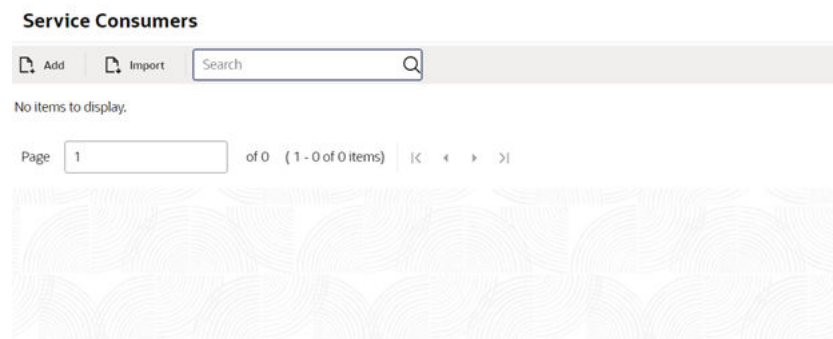 Service Consumers
Add Import Search
No items to display.
Page 1 of 0 ( 1 - 0 of 0 items)